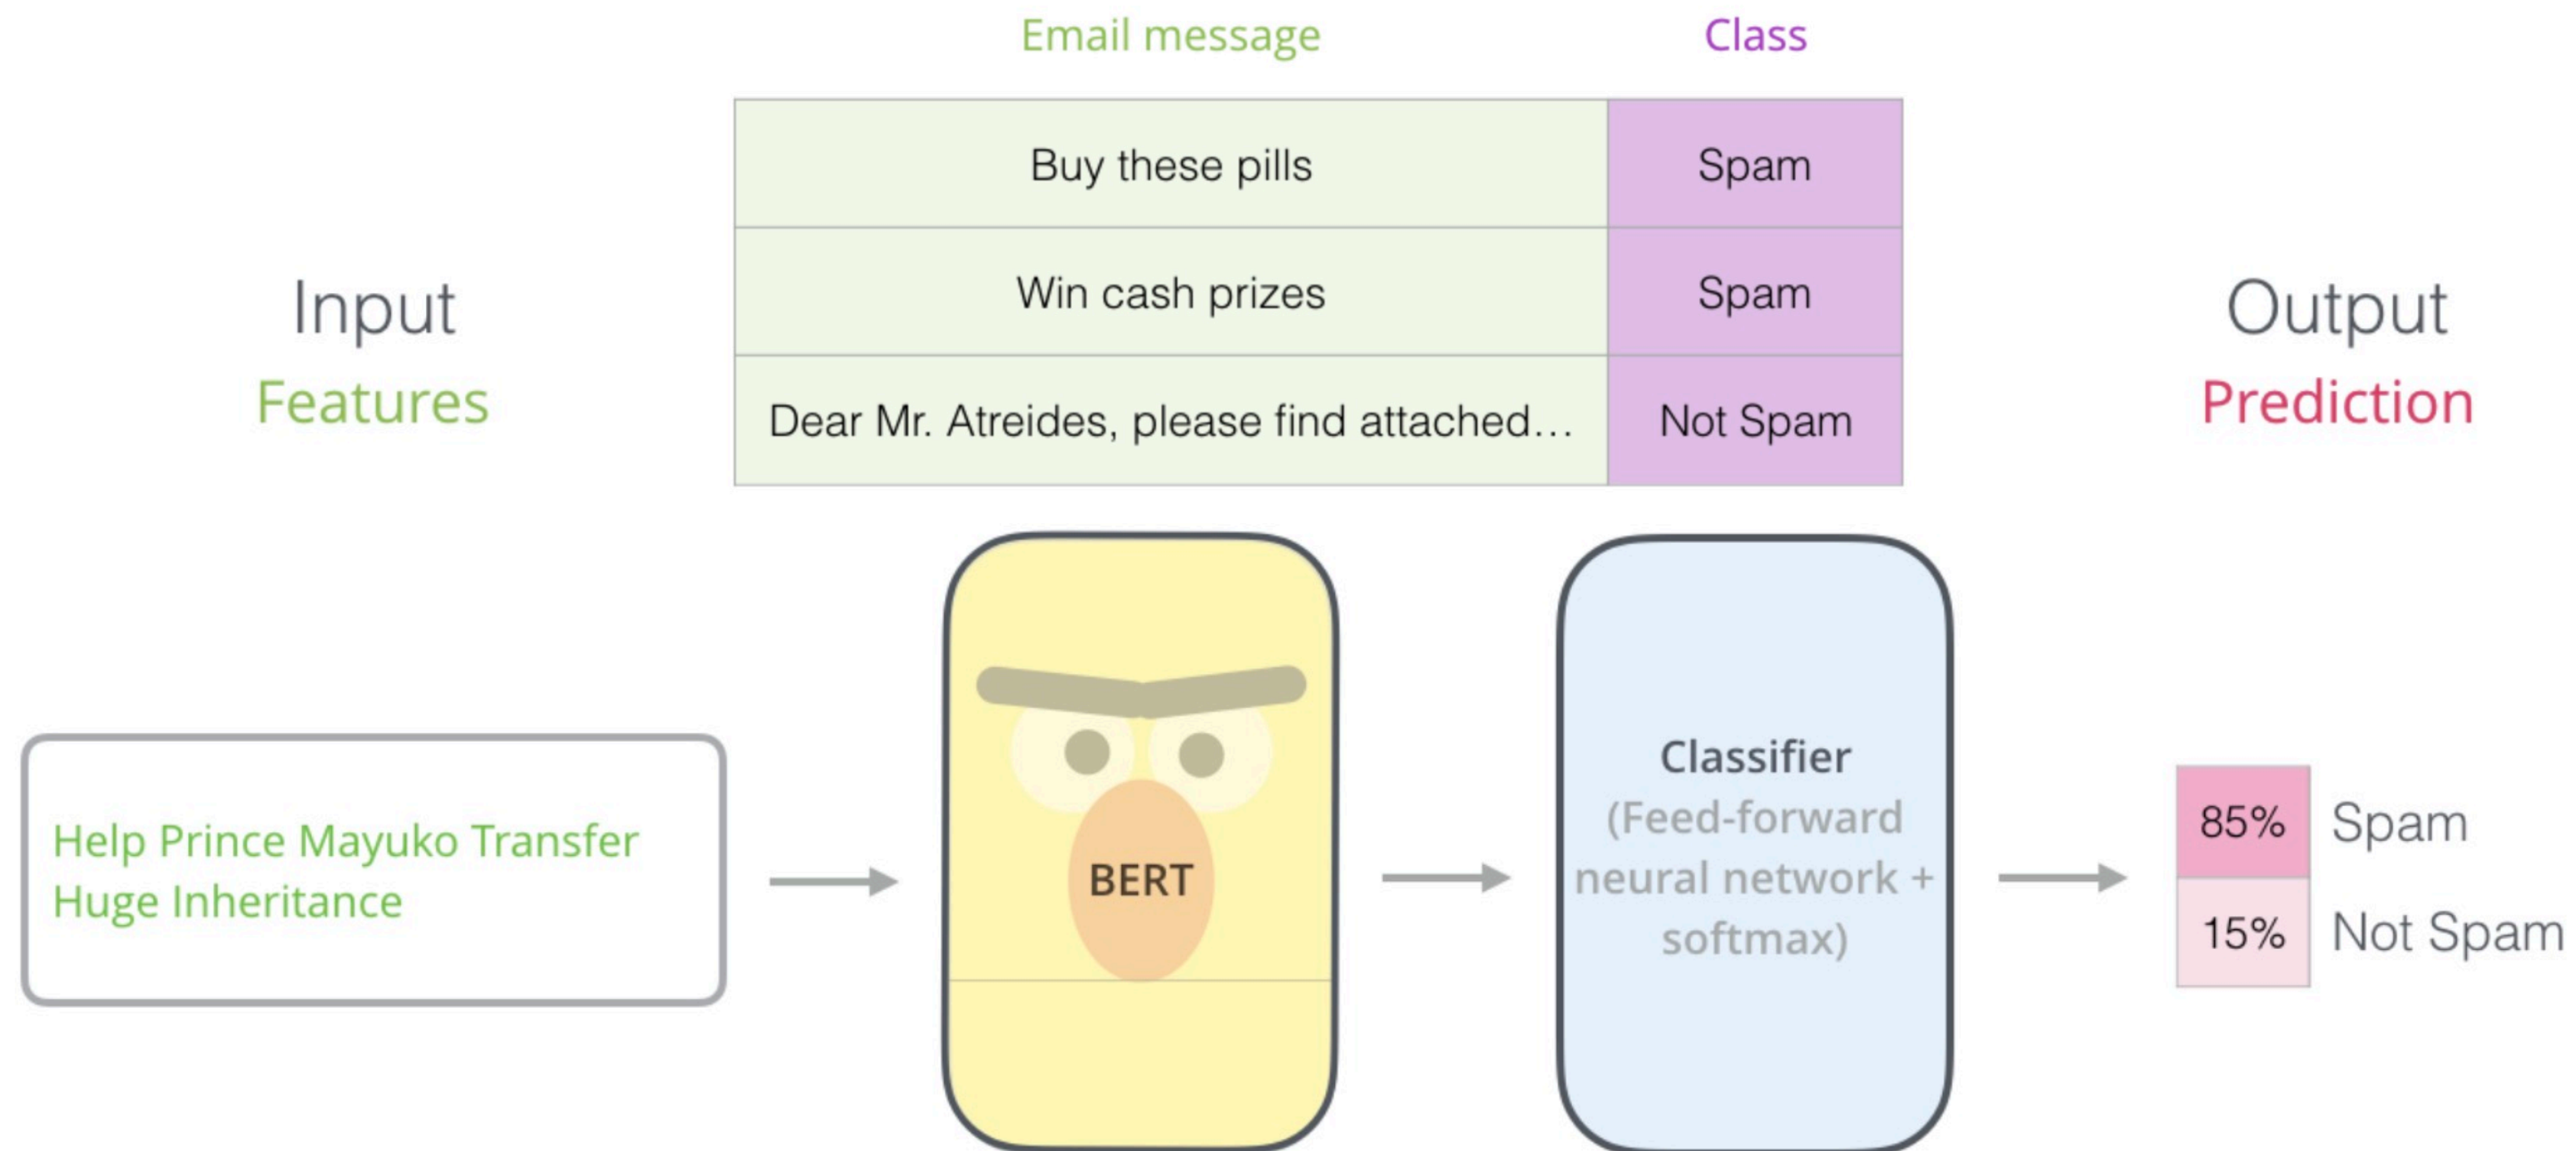 Email message Class
Buy these pills Spam
Win cash prizes Spam
Dear Mr. Atreides, please find attached... Not Spam
Input
Features
Output
Prediction
Help Prince Mayuko Transfer
Huge Inheritance
BERT
Classifier
(Feed-forward
neural network +
softmax)
85% Spam
15% Not Spam